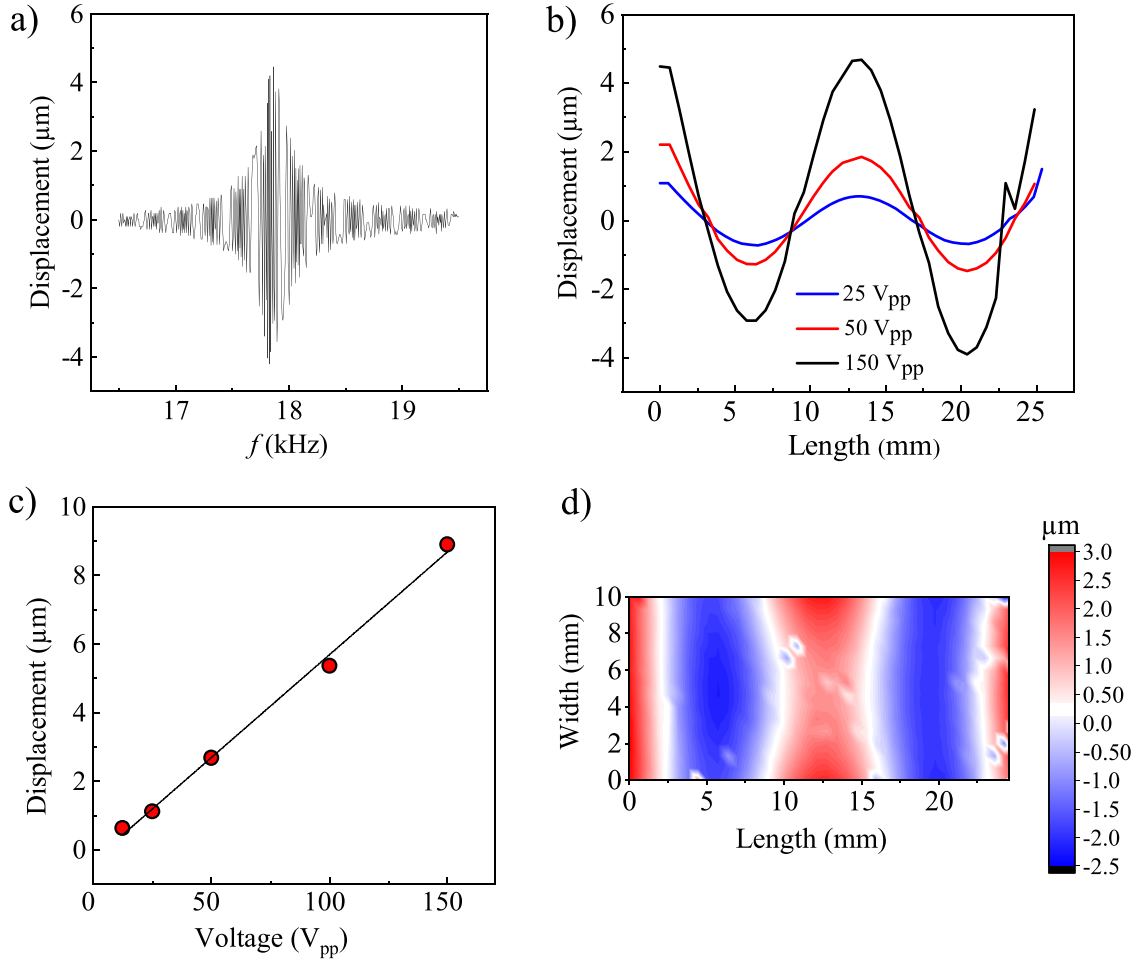 a)
6
4
2
0
-2
-4
Displacement (μm)
17 18 19
f (kHz)
b)
6
4
2
0
-2
-4
Displacement (μm)
25 Vpp
50 Vpp
150 Vpp
0 5 10 15 20 25
Length (mm)
c)
10
8
6
4
2
0
Displacement (μm)
0 50 100 150
Voltage (Vpp)
d)
μm
10
8
6
4
2
0
Width (mm)
0 5 10 15 20
Length (mm)
3.0
2.5
2.0
1.5
1.0
0.50
0.0
-0.50
-1.0
-1.5
-2.0
-2.5